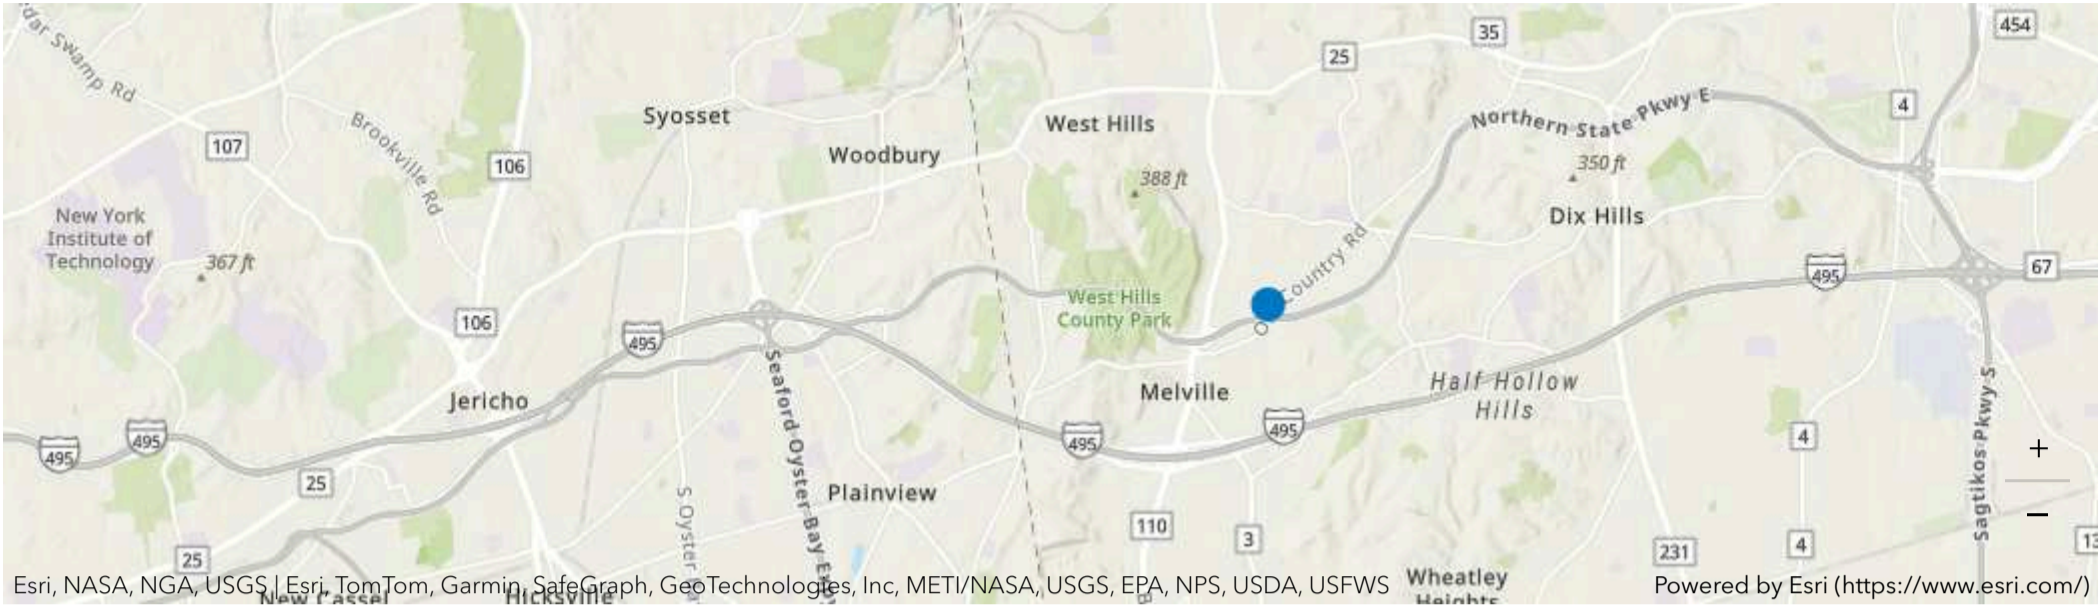 454
35
25
Northern State Pkwy E
4
Cedar Swamp Rd
Syosset
West Hills
Brookville Rd
107
106
Woodbury
350 ft
388 ft
New York
Institute of
Technology
Dix Hills
367 ft
Country Rd
67
495
West Hills
County Park
O
106
495
Melville
Half Hollow
Hills
Jericho
Seaford Oyster Bay Expy
Sagtikos Pkwy S
495
495
495
495
4
+
25
Plainview
S Oyster
−
110
3
231
4
13
25
Esri, NASA, NGA, USGS | Esri, TomTom, Garmin, SafeGraph, GeoTechnologies, Inc, METI/NASA, USGS, EPA, NPS, USDA, USFWS
Wheatley
Heights
Powered by Esri (https://www.esri.com/)
New Cassel
Hicksville